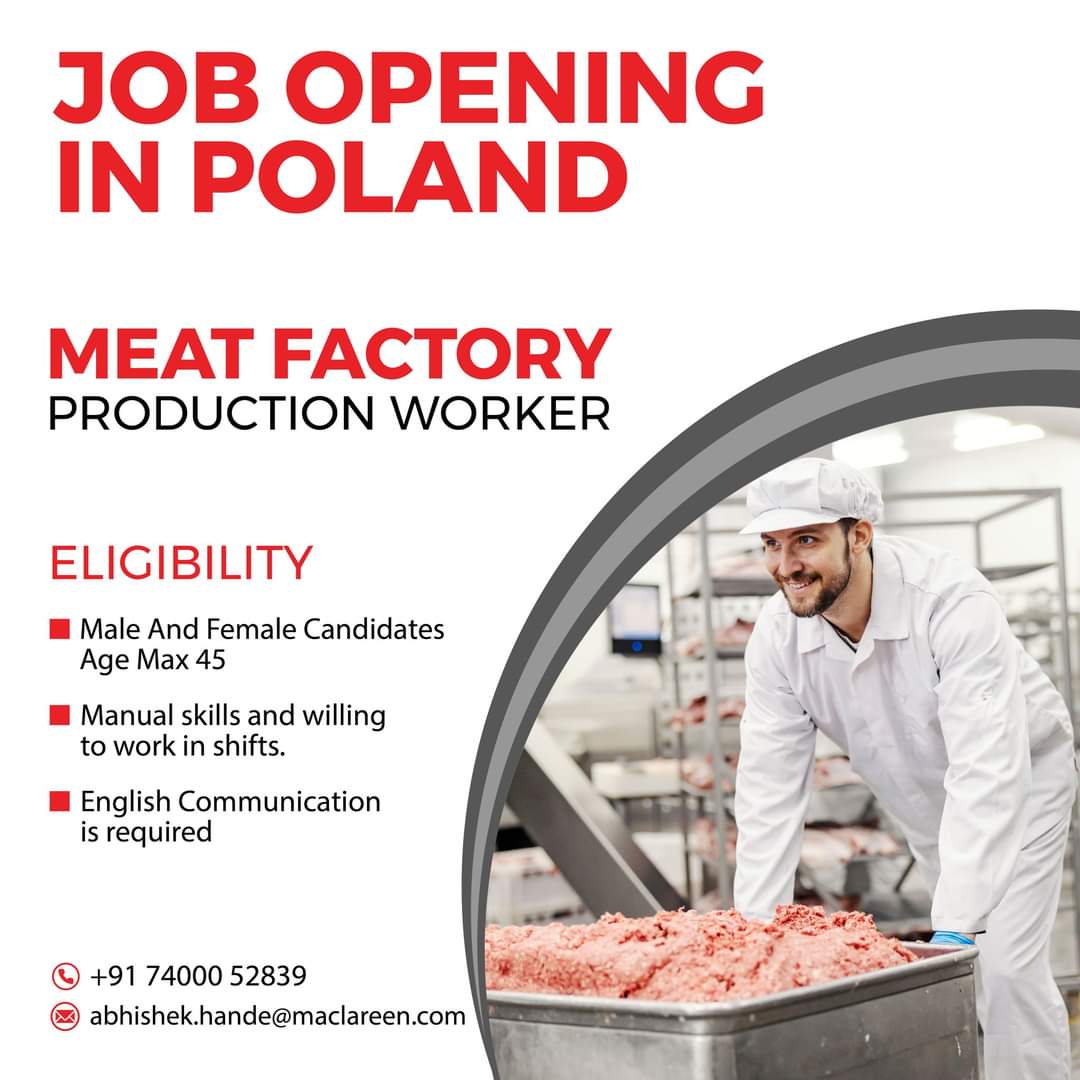 JOB OPENING
IN POLAND
MEAT FACTORY
PRODUCTION WORKER
ELIGIBILITY
Male And Female Candidates
Age Max 45
Manual skills and willing
to work in shifts.
English Communication
is required
+91 74000 52839
abhishek.hande@maclareen.com